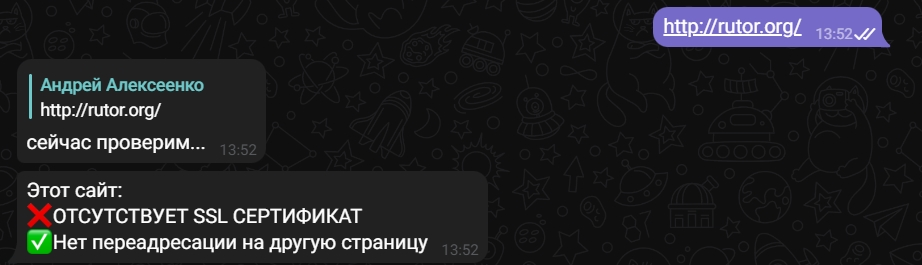 http://rutor.org/ 13:52
Андрей Алексеенко
http://rutor.org/
сейчас проверим... 13:52
Этот сайт:
❌ОТСУТСТВУЕТ SSL СЕРТИФИКАТ
✅Нет переадресации на другую страницу 13:52